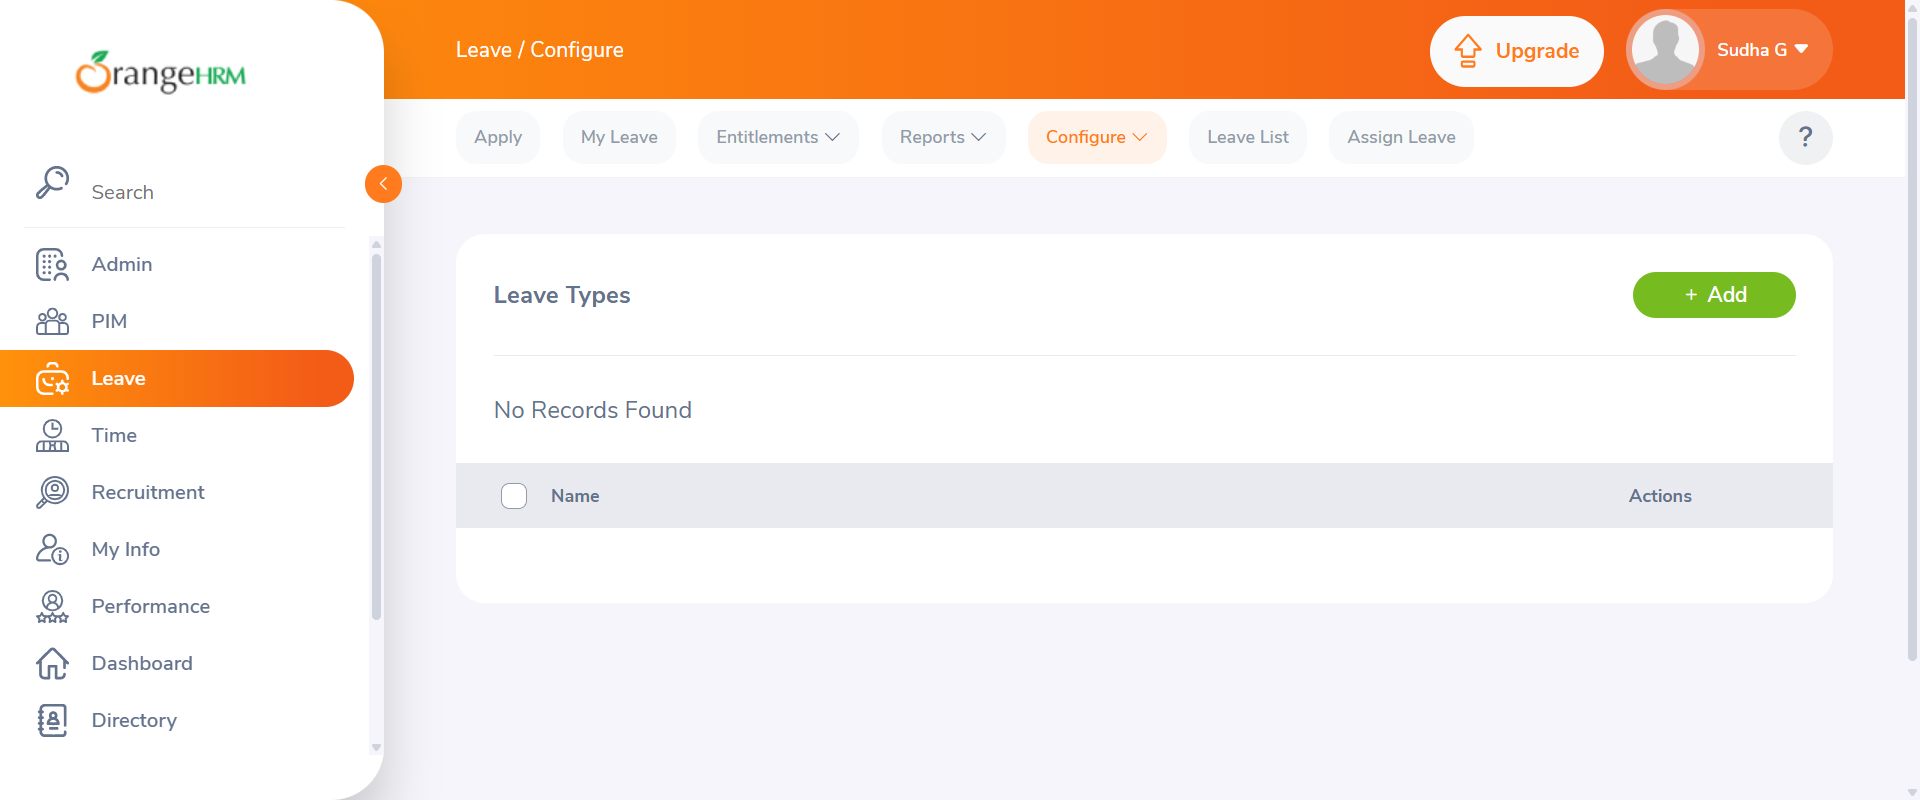 OrangeHRM
Leave / Configure
Upgrade
Sudha G
Apply
My Leave
Entitlements
Reports
Configure
Leave List
Assign Leave
?
Search
Admin
PIM
Leave
Time
Recruitment
My Info
Performance
Dashboard
Directory
Leave Types
+ Add
No Records Found
Name
Actions